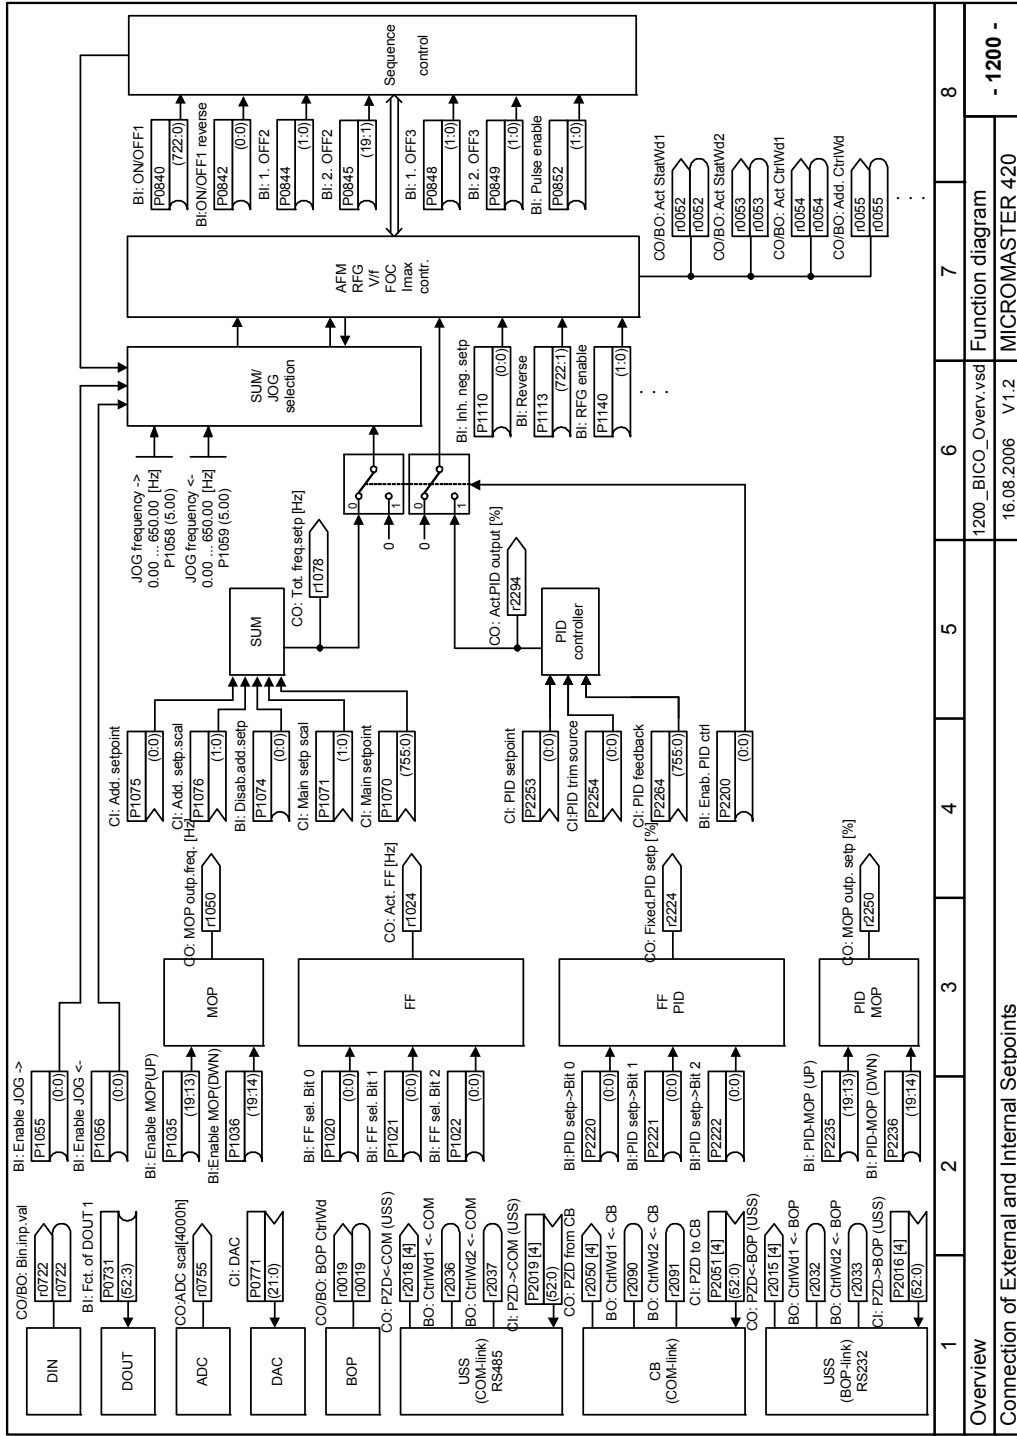 DIN
CO/BO: Bin.inp.val
r0722
r0722
DOUT
BI: Fct. of DOUT 1
P0731
(52:3)
ADC
CO:ADC scal[4000h]
r0755
DAC
CI: DAC
P0771
(21:0)
BOP
CO/BO: BOP CtrlWd
r0019
r0019
USS
(COM-link)
RS485
CO: PZD<-COM (USS)
r2018 [4]
BO: CtrlWd1 <- COM
r2036
BO: CtrlWd2 <- COM
r2037
CI: PZD->COM (USS)
P2019 [4]
(52:0)
CB
(COM-link)
CO: PZD from CB
r2050 [4]
BO: CtrlWd1 <- CB
r2090
BO: CtrlWd2 <- CB
r2091
CI: PZD to CB
P2051 [4]
(52:0)
USS
(BOP-link)
RS232
CO: PZD<-BOP (USS)
r2015 [4]
BO: CtrlWd1 <- BOP
r2032
BO: CtrlWd2 <- BOP
r2033
CI: PZD->BOP (USS)
P2016 [4]
(52:0)
BI: Enable JOG ->
P1055
(0:0)
BI: Enable JOG <-
P1056
(0:0)
BI: Enable MOP(UP)
P1035
(19:13)
BI:Enable MOP(DWN)
P1036
(19:14)
BI: FF sel. Bit 0
P1020
(0:0)
BI: FF sel. Bit 1
P1021
(0:0)
BI: FF sel. Bit 2
P1022
(0:0)
BI:PID setp->Bit 0
P2220
(0:0)
BI:PID setp->Bit 1
P2221
(0:0)
BI:PID setp->Bit 2
P2222
(0:0)
BI: PID-MOP (UP)
P2235
(19:13)
BI: PID-MOP (DWN)
P2236
(19:14)
MOP
CO: MOP outp.freq. [Hz]
r1050
FF
CO: Act. FF [Hz]
r1024
FF
PID
CO: Fixed.PID setp [%]
r2224
PID
MOP
CO: MOP outp. setp [%]
r2250
CI: Add. setpoint
P1075
(0:0)
CI: Add. setp.scal
P1076
(1:0)
BI: Disab.add.setp
P1074
(0:0)
CI: Main setp scal
P1071
(1:0)
CI: Main setpoint
P1070
(755:0)
CI: PID setpoint
P2253
(0:0)
CI:PID trim source
P2254
(0:0)
CI: PID feedback
P2264
(755:0)
BI: Enab. PID ctrl
P2200
(0:0)
SUM
CO: Tot. freq.setp [Hz]
r1078
PID
controller
CO: Act.PID output [%]
r2294
JOG frequency ->
0.00 ... 650.00 [Hz]
P1058 (5.00)
JOG frequency <-
0.00 ... 650.00 [Hz]
P1059 (5.00)
0
1
0
0
1
0
SUM/
JOG
selection
BI: Inh. neg. setp
P1110
(0:0)
BI: Reverse
P1113
(722:1)
BI: RFG enable
P1140
(1:0)
. . .
AFM
RFG
V/f
FOC
Imax
contr.
CO/BO: Act StatWd1
r0052
r0052
CO/BO: Act StatWd2
r0053
r0053
CO/BO: Act CtrlWd1
r0054
r0054
CO/BO: Add. CtrlWd
r0055
r0055
. . .
BI: ON/OFF1
P0840
(722:0)
BI:ON/OFF1 reverse
P0842
(0:0)
BI: 1. OFF2
P0844
(1:0)
BI: 2. OFF2
P0845
(19:1)
BI: 1. OFF3
P0848
(1:0)
BI: 2. OFF3
P0849
(1:0)
BI: Pulse enable
P0852
(1:0)
Sequence
control
1 2 3 4 5 6 7 8
Overview
Connection of External and Internal Setpoints
1200_BICO_Overv.vsd
16.08.2006 V1.2
Function diagram
MICROMASTER 420
- 1200 -